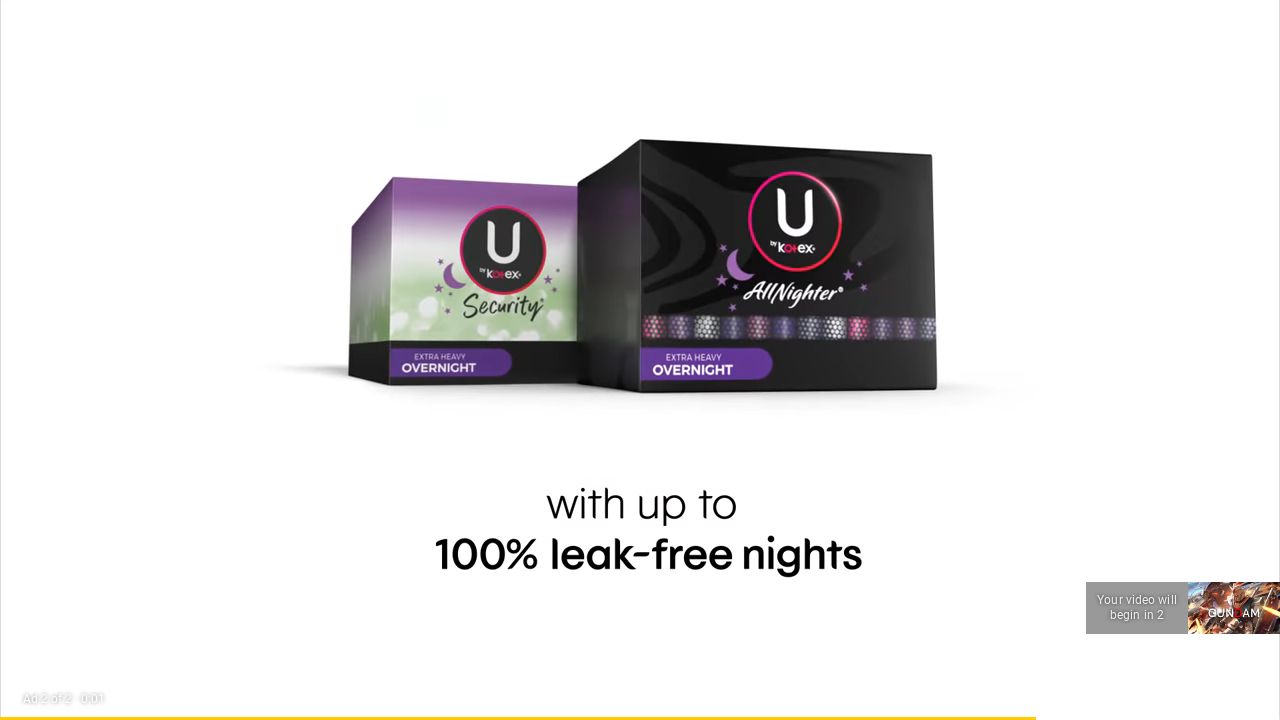 U
by kotex
Security
EXTRA HEAVY
OVERNIGHT
U
by kotex
AllNighter
EXTRA HEAVY
OVERNIGHT
with up to
100% leak-free nights
Your video will
begin in 2
GUNDAM
Ad 2 of 2 · 0:01